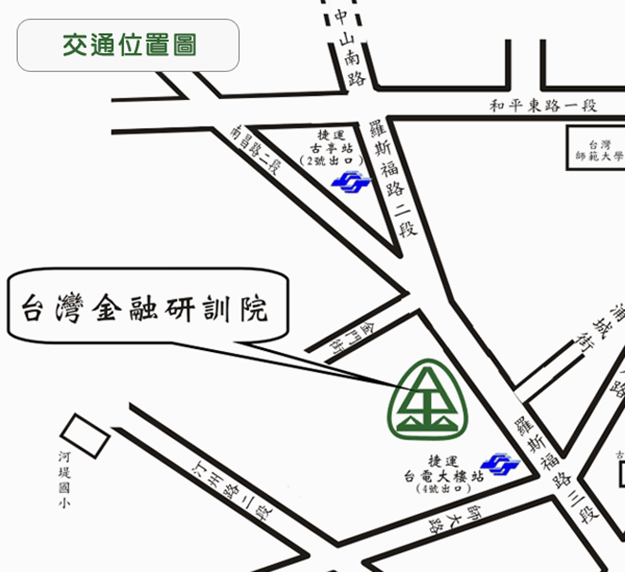 交通位置圖
中山南路
和平東路一段
台灣
師範大學
捷運
古亭站
(2號出口)
南昌路二段
羅斯福路二段
台灣金融研訓院
金門街
浦城街
路
河堤國小
汀州路二段
捷運
台電大樓站
(4號出口)
師大路
羅斯福路三段
古